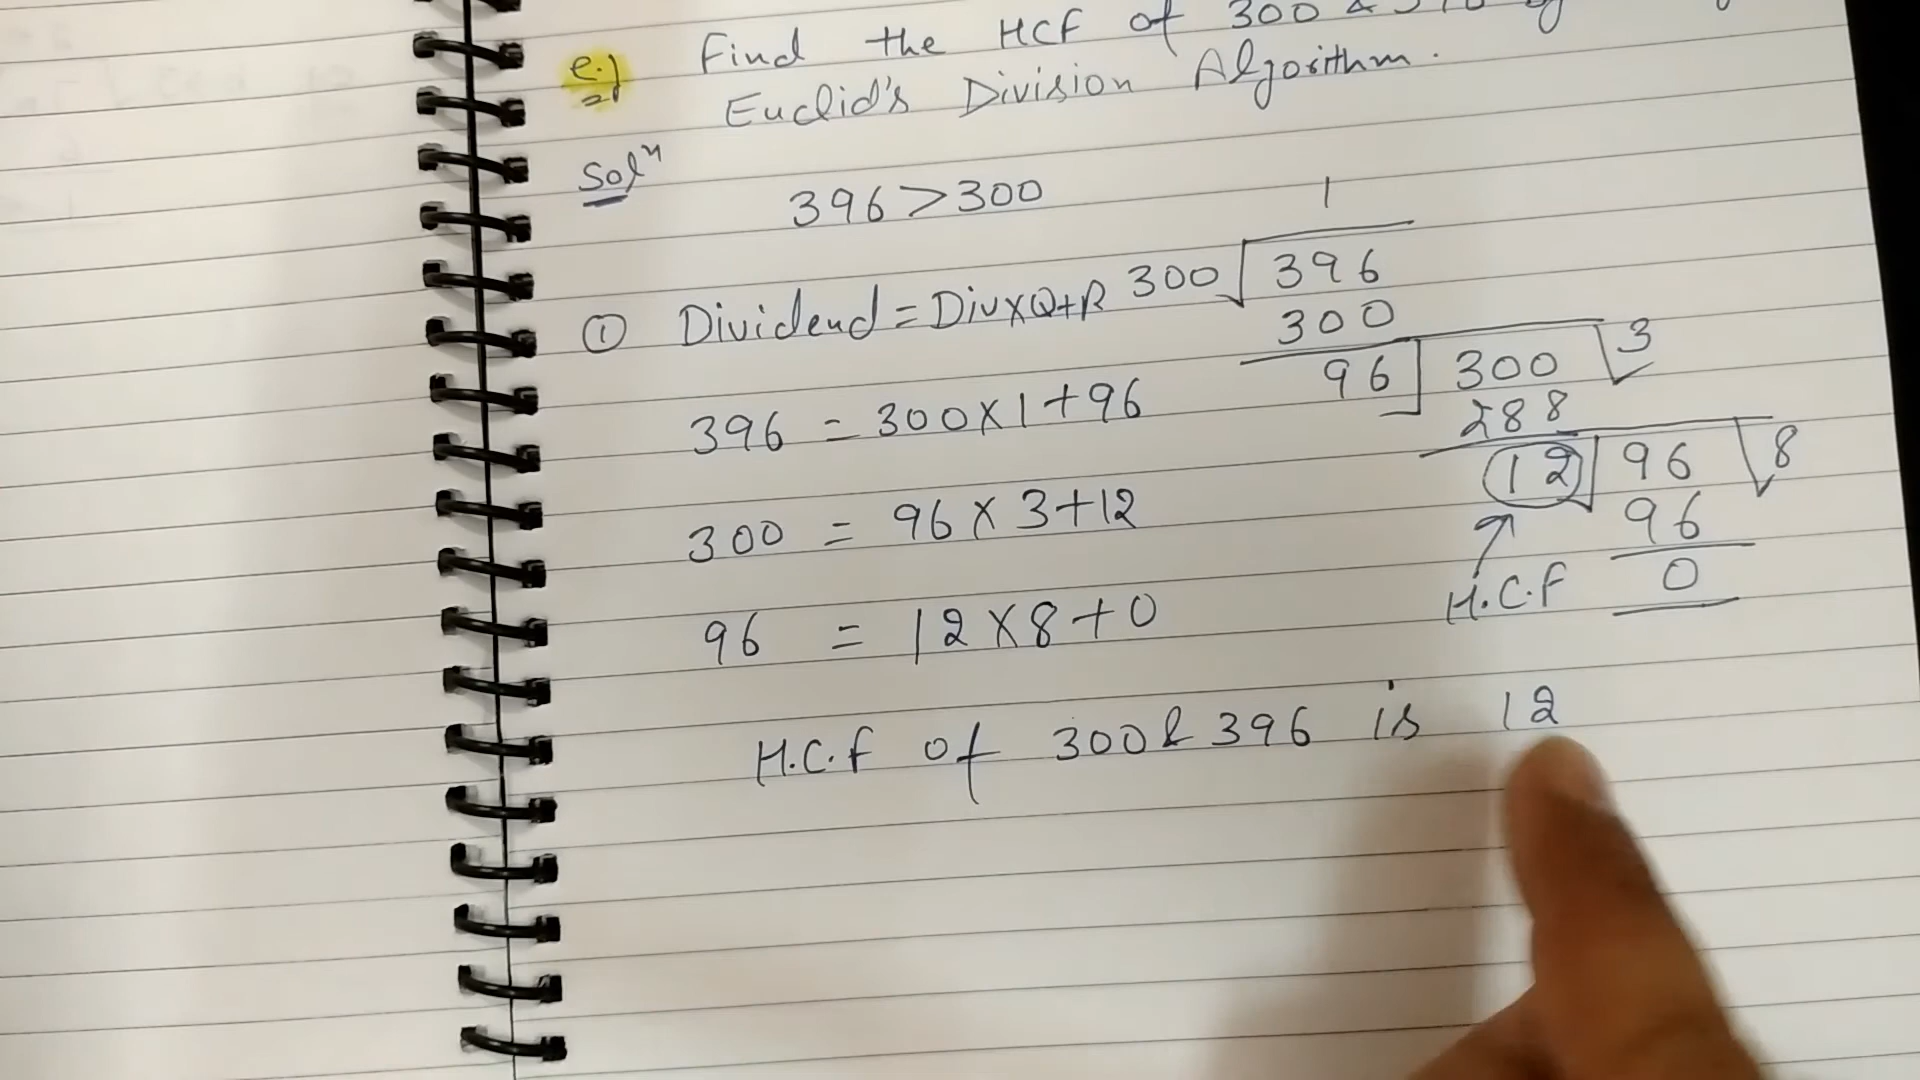 e.g 2) Find the HCF of 300 &
Euclid's Division Algorithm.
Solⁿ
396 > 300
1
① Dividend = Div x Q + R 300 396
300
96 300 3
288
396 = 300 X 1 + 96
12 96 8
96
0
300 = 96 X 3 + 12
H.C.F
96 = 12 X 8 + 0
H.C.F of 300 & 396 is 12